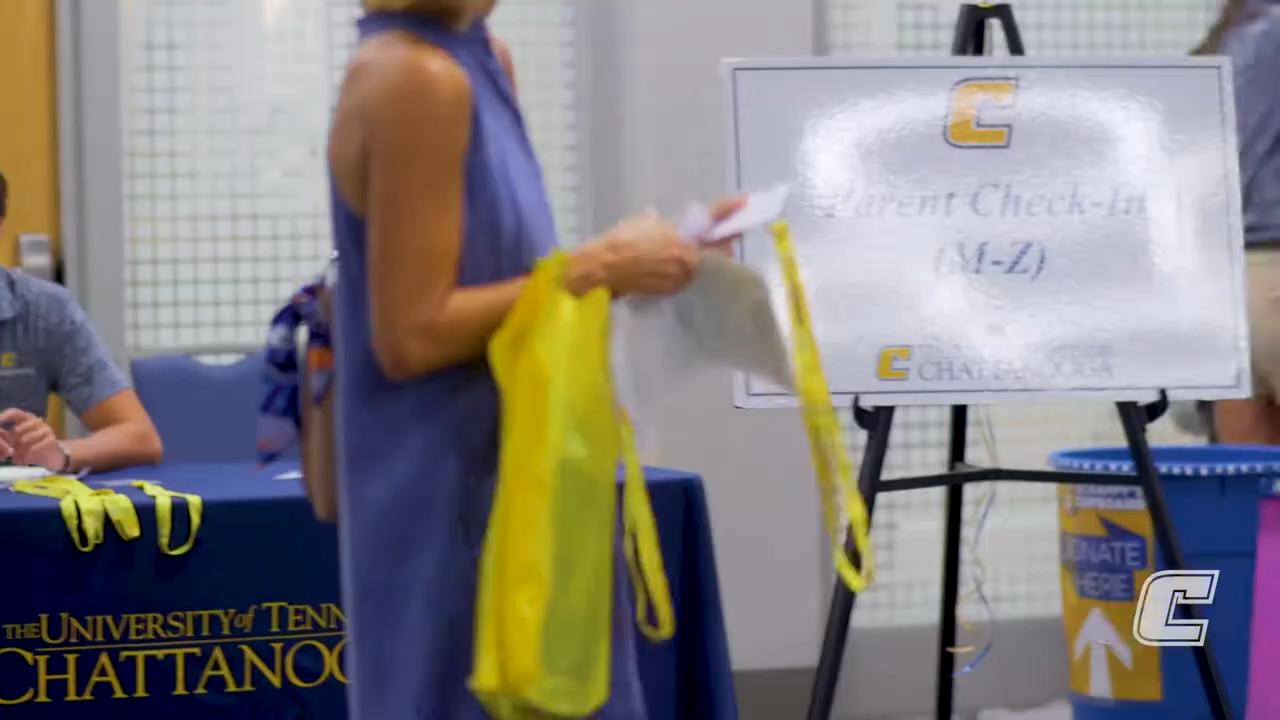 C
Parent Check-In
(M-Z)
C
CHATTANOOGA
THE UNIVERSITY of TENN
CHATTANOO
DONATE
HERE
C